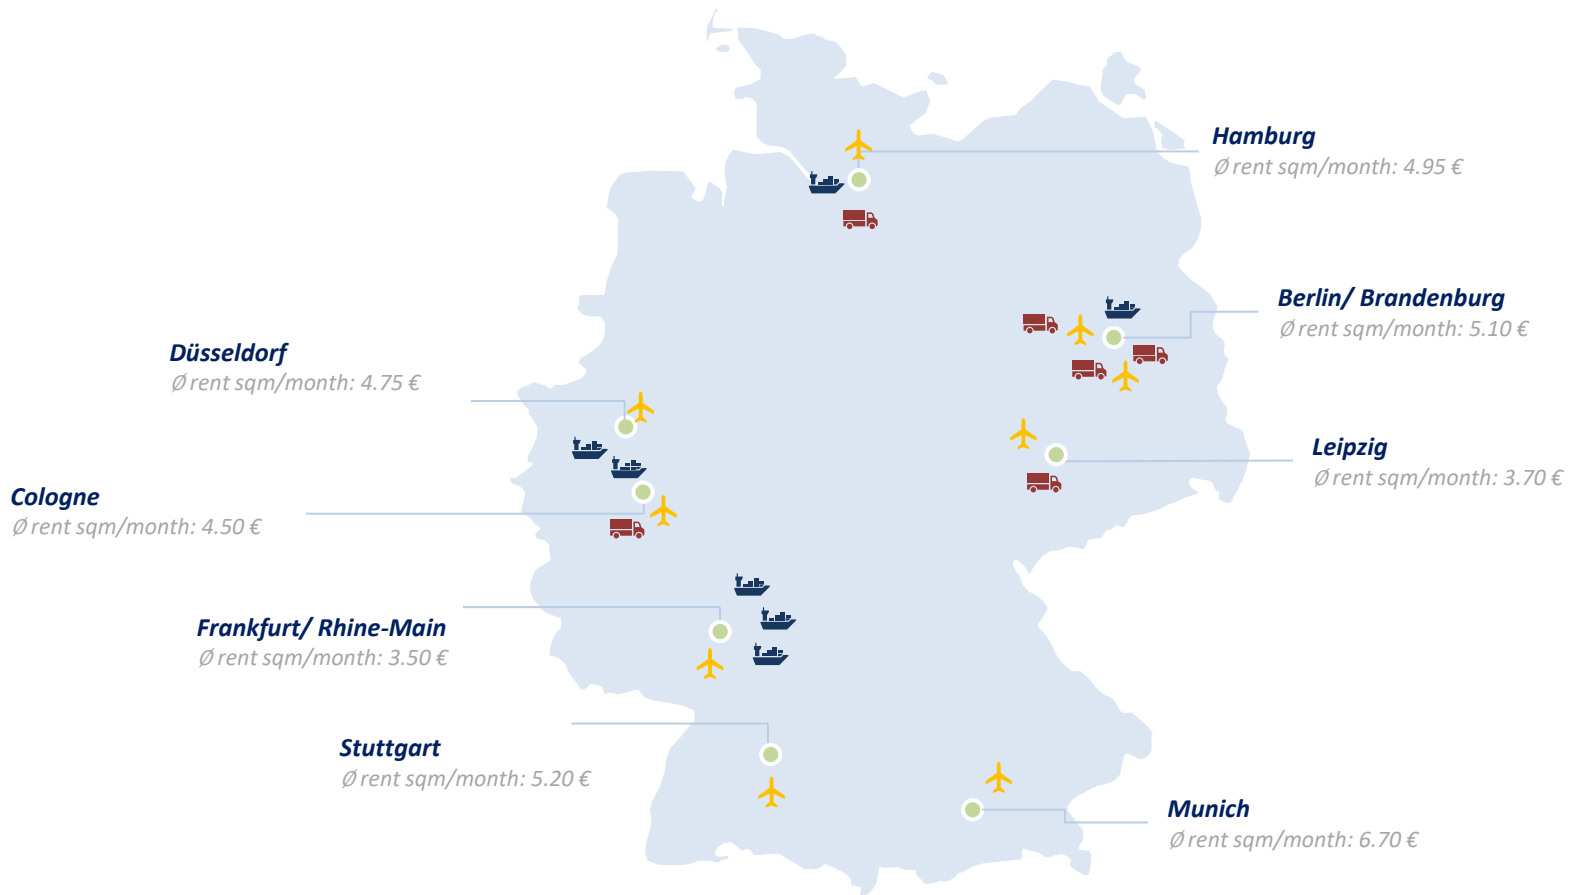 Hamburg
Ø rent sqm/month: 4.95 €
Berlin/ Brandenburg
Ø rent sqm/month: 5.10 €
Düsseldorf
Ø rent sqm/month: 4.75 €
Leipzig
Ø rent sqm/month: 3.70 €
Cologne
Ø rent sqm/month: 4.50 €
Frankfurt/ Rhine-Main
Ø rent sqm/month: 3.50 €
Stuttgart
Ø rent sqm/month: 5.20 €
Munich
Ø rent sqm/month: 6.70 €